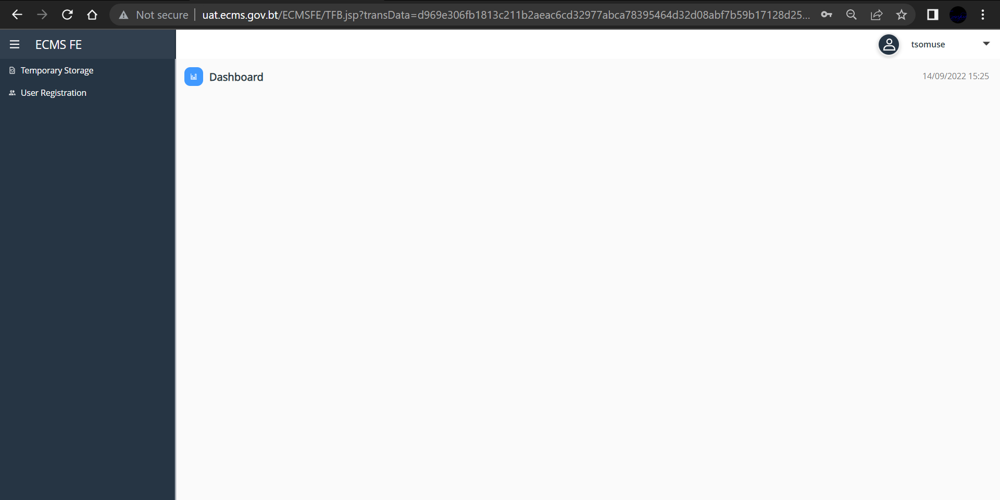 Not secure
uat.ecms.gov.bt/ECMSFE/TFB.jsp?transData=d969e306fb1813c211b2aeac6cd32977abca78395464d32d08abf7b59b17128d25...
ECMS FE
tsomuse
Temporary Storage
Dashboard
14/09/2022 15:25
User Registration